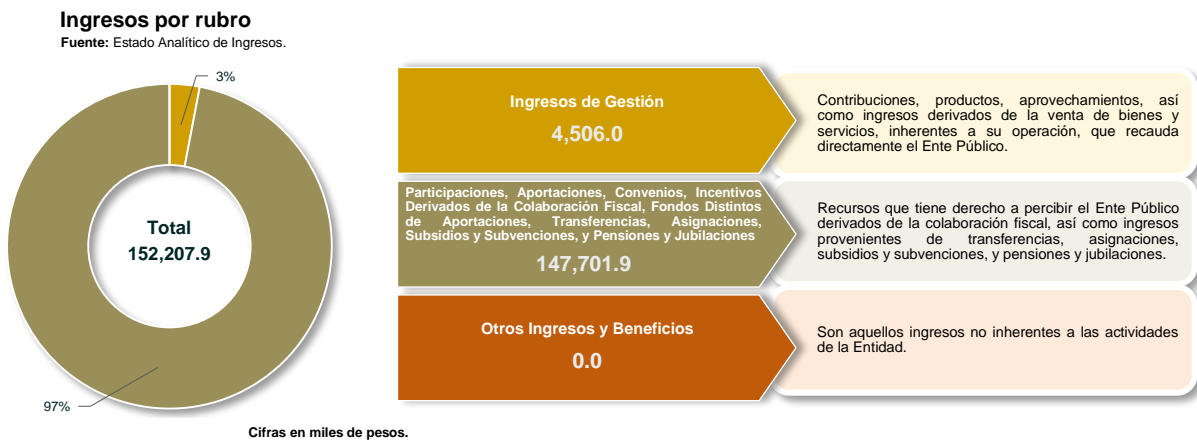 Ingresos por rubro
Fuente: Estado Analítico de Ingresos.
3%
Total
152,207.9
97%
Ingresos de Gestión
4,506.0
Contribuciones, productos, aprovechamientos, así
como ingresos derivados de la venta de bienes y
servicios, inherentes a su operación, que recauda
directamente el Ente Público.
Participaciones, Aportaciones, Convenios, Incentivos
Derivados de la Colaboración Fiscal, Fondos Distintos
de Aportaciones, Transferencias, Asignaciones,
Subsidios y Subvenciones, y Pensiones y Jubilaciones
147,701.9
Recursos que tiene derecho a percibir el Ente Público
derivados de la colaboración fiscal, así como ingresos
provenientes de transferencias, asignaciones,
subsidios y subvenciones, y pensiones y jubilaciones.
Otros Ingresos y Beneficios
0.0
Son aquellos ingresos no inherentes a las actividades
de la Entidad.
Cifras en miles de pesos.